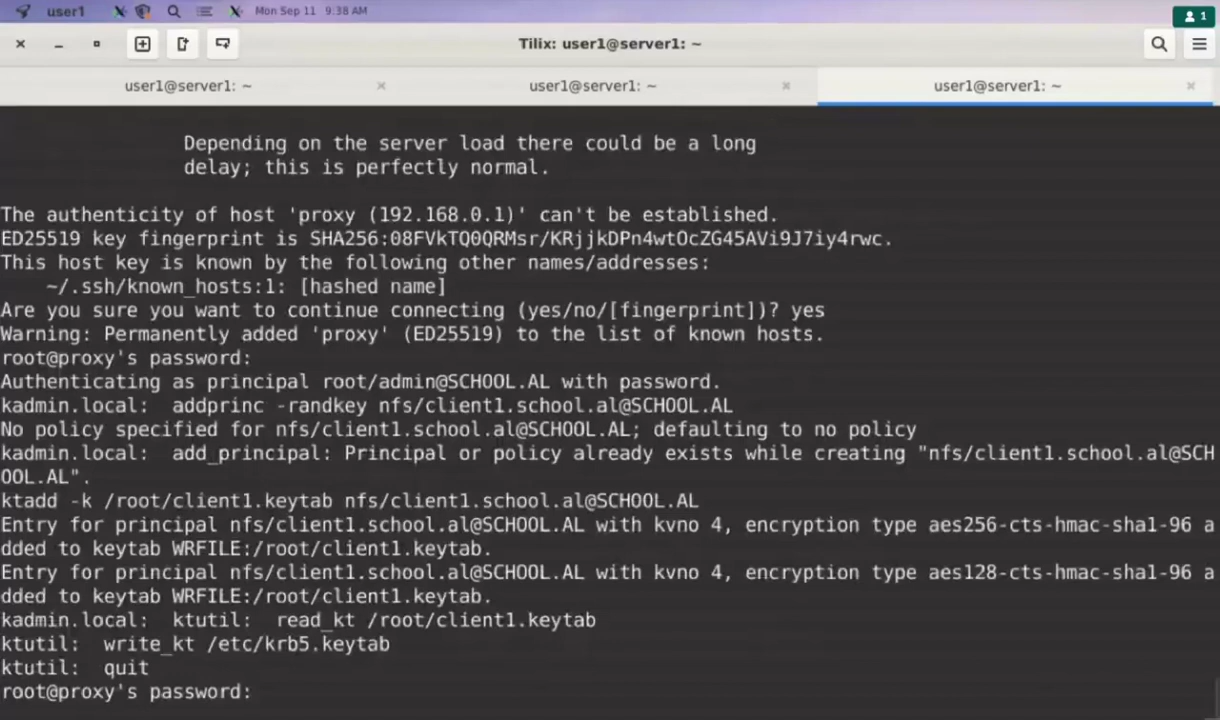 user1 Mon Sep 11 9:38 AM
1
Tilix: user1@server1: ~
user1@server1: ~ user1@server1: ~ user1@server1: ~
Depending on the server load there could be a long
delay; this is perfectly normal.
The authenticity of host 'proxy (192.168.0.1)' can't be established.
ED25519 key fingerprint is SHA256:08FVkTQ0QRMsr/KRjjkDPn4wtOcZG45AVi9J7iy4rwc.
This host key is known by the following other names/addresses:
~/.ssh/known_hosts:1: [hashed name]
Are you sure you want to continue connecting (yes/no/[fingerprint])? yes
Warning: Permanently added 'proxy' (ED25519) to the list of known hosts.
root@proxy's password:
Authenticating as principal root/admin@SCHOOL.AL with password.
kadmin.local:  addprinc -randkey nfs/client1.school.al@SCHOOL.AL
No policy specified for nfs/client1.school.al@SCHOOL.AL; defaulting to no policy
kadmin.local:  add_principal: Principal or policy already exists while creating "nfs/client1.school.al@SCH
OOL.AL".
ktadd -k /root/client1.keytab nfs/client1.school.al@SCHOOL.AL
Entry for principal nfs/client1.school.al@SCHOOL.AL with kvno 4, encryption type aes256-cts-hmac-sha1-96 a
dded to keytab WRFILE:/root/client1.keytab.
Entry for principal nfs/client1.school.al@SCHOOL.AL with kvno 4, encryption type aes128-cts-hmac-sha1-96 a
dded to keytab WRFILE:/root/client1.keytab.
kadmin.local:  ktutil:  read_kt /root/client1.keytab
ktutil:  write_kt /etc/krb5.keytab
ktutil:  quit
root@proxy's password: